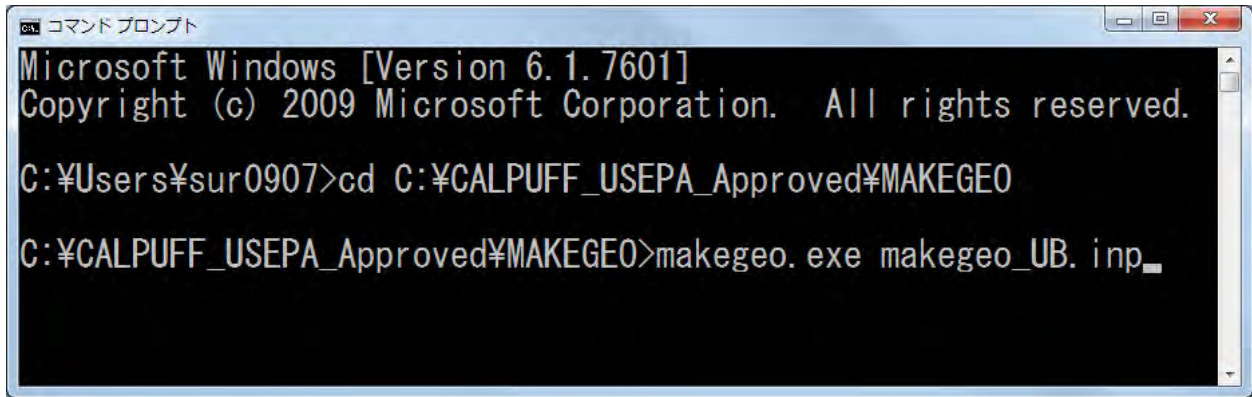 コマンド プロンプト
Microsoft Windows [Version 6.1.7601]
Copyright (c) 2009 Microsoft Corporation.  All rights reserved.
C:¥Users¥sur0907>cd C:¥CALPUFF_USEPA_Approved¥MAKEGEO
C:¥CALPUFF_USEPA_Approved¥MAKEGEO>makegeo.exe makegeo_UB.inp